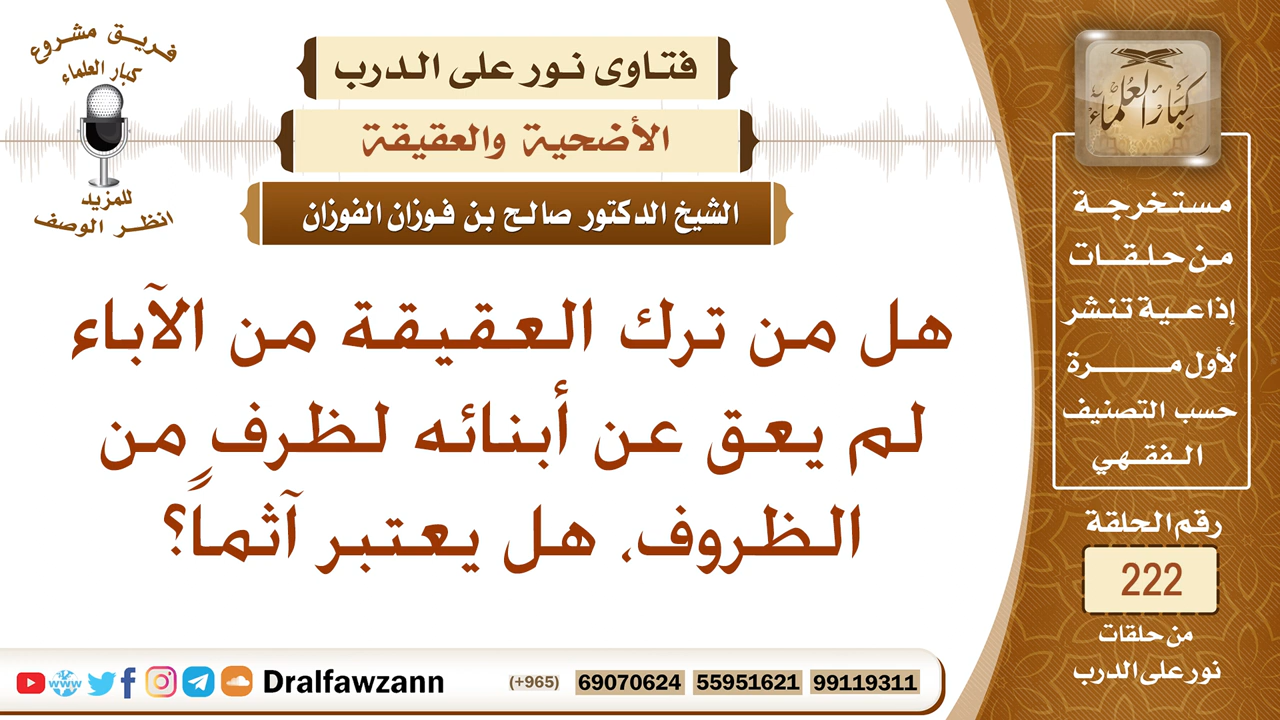 فريق مشروع
كبار العلماء
للمزيد
انظر الوصف
فتاوى نور على الدرب
الأضحية والعقيقة
الشيخ الدكتور صالح بن فوزان الفوزان
هل من ترك العقيقة من الآباء
لم يعق عن أبنائه لظرفٍ من
الظروف، هل يعتبر آثماً؟
كبار العلماء
مستخرجة
من حلقات
إذاعية تنشر
لأول مرة
حسب التصنيف
الفقهي
رقم الحلقة
222
من حلقات
نور على الدرب
www Dralfawzann (+965) 69070624 55951621 99119311